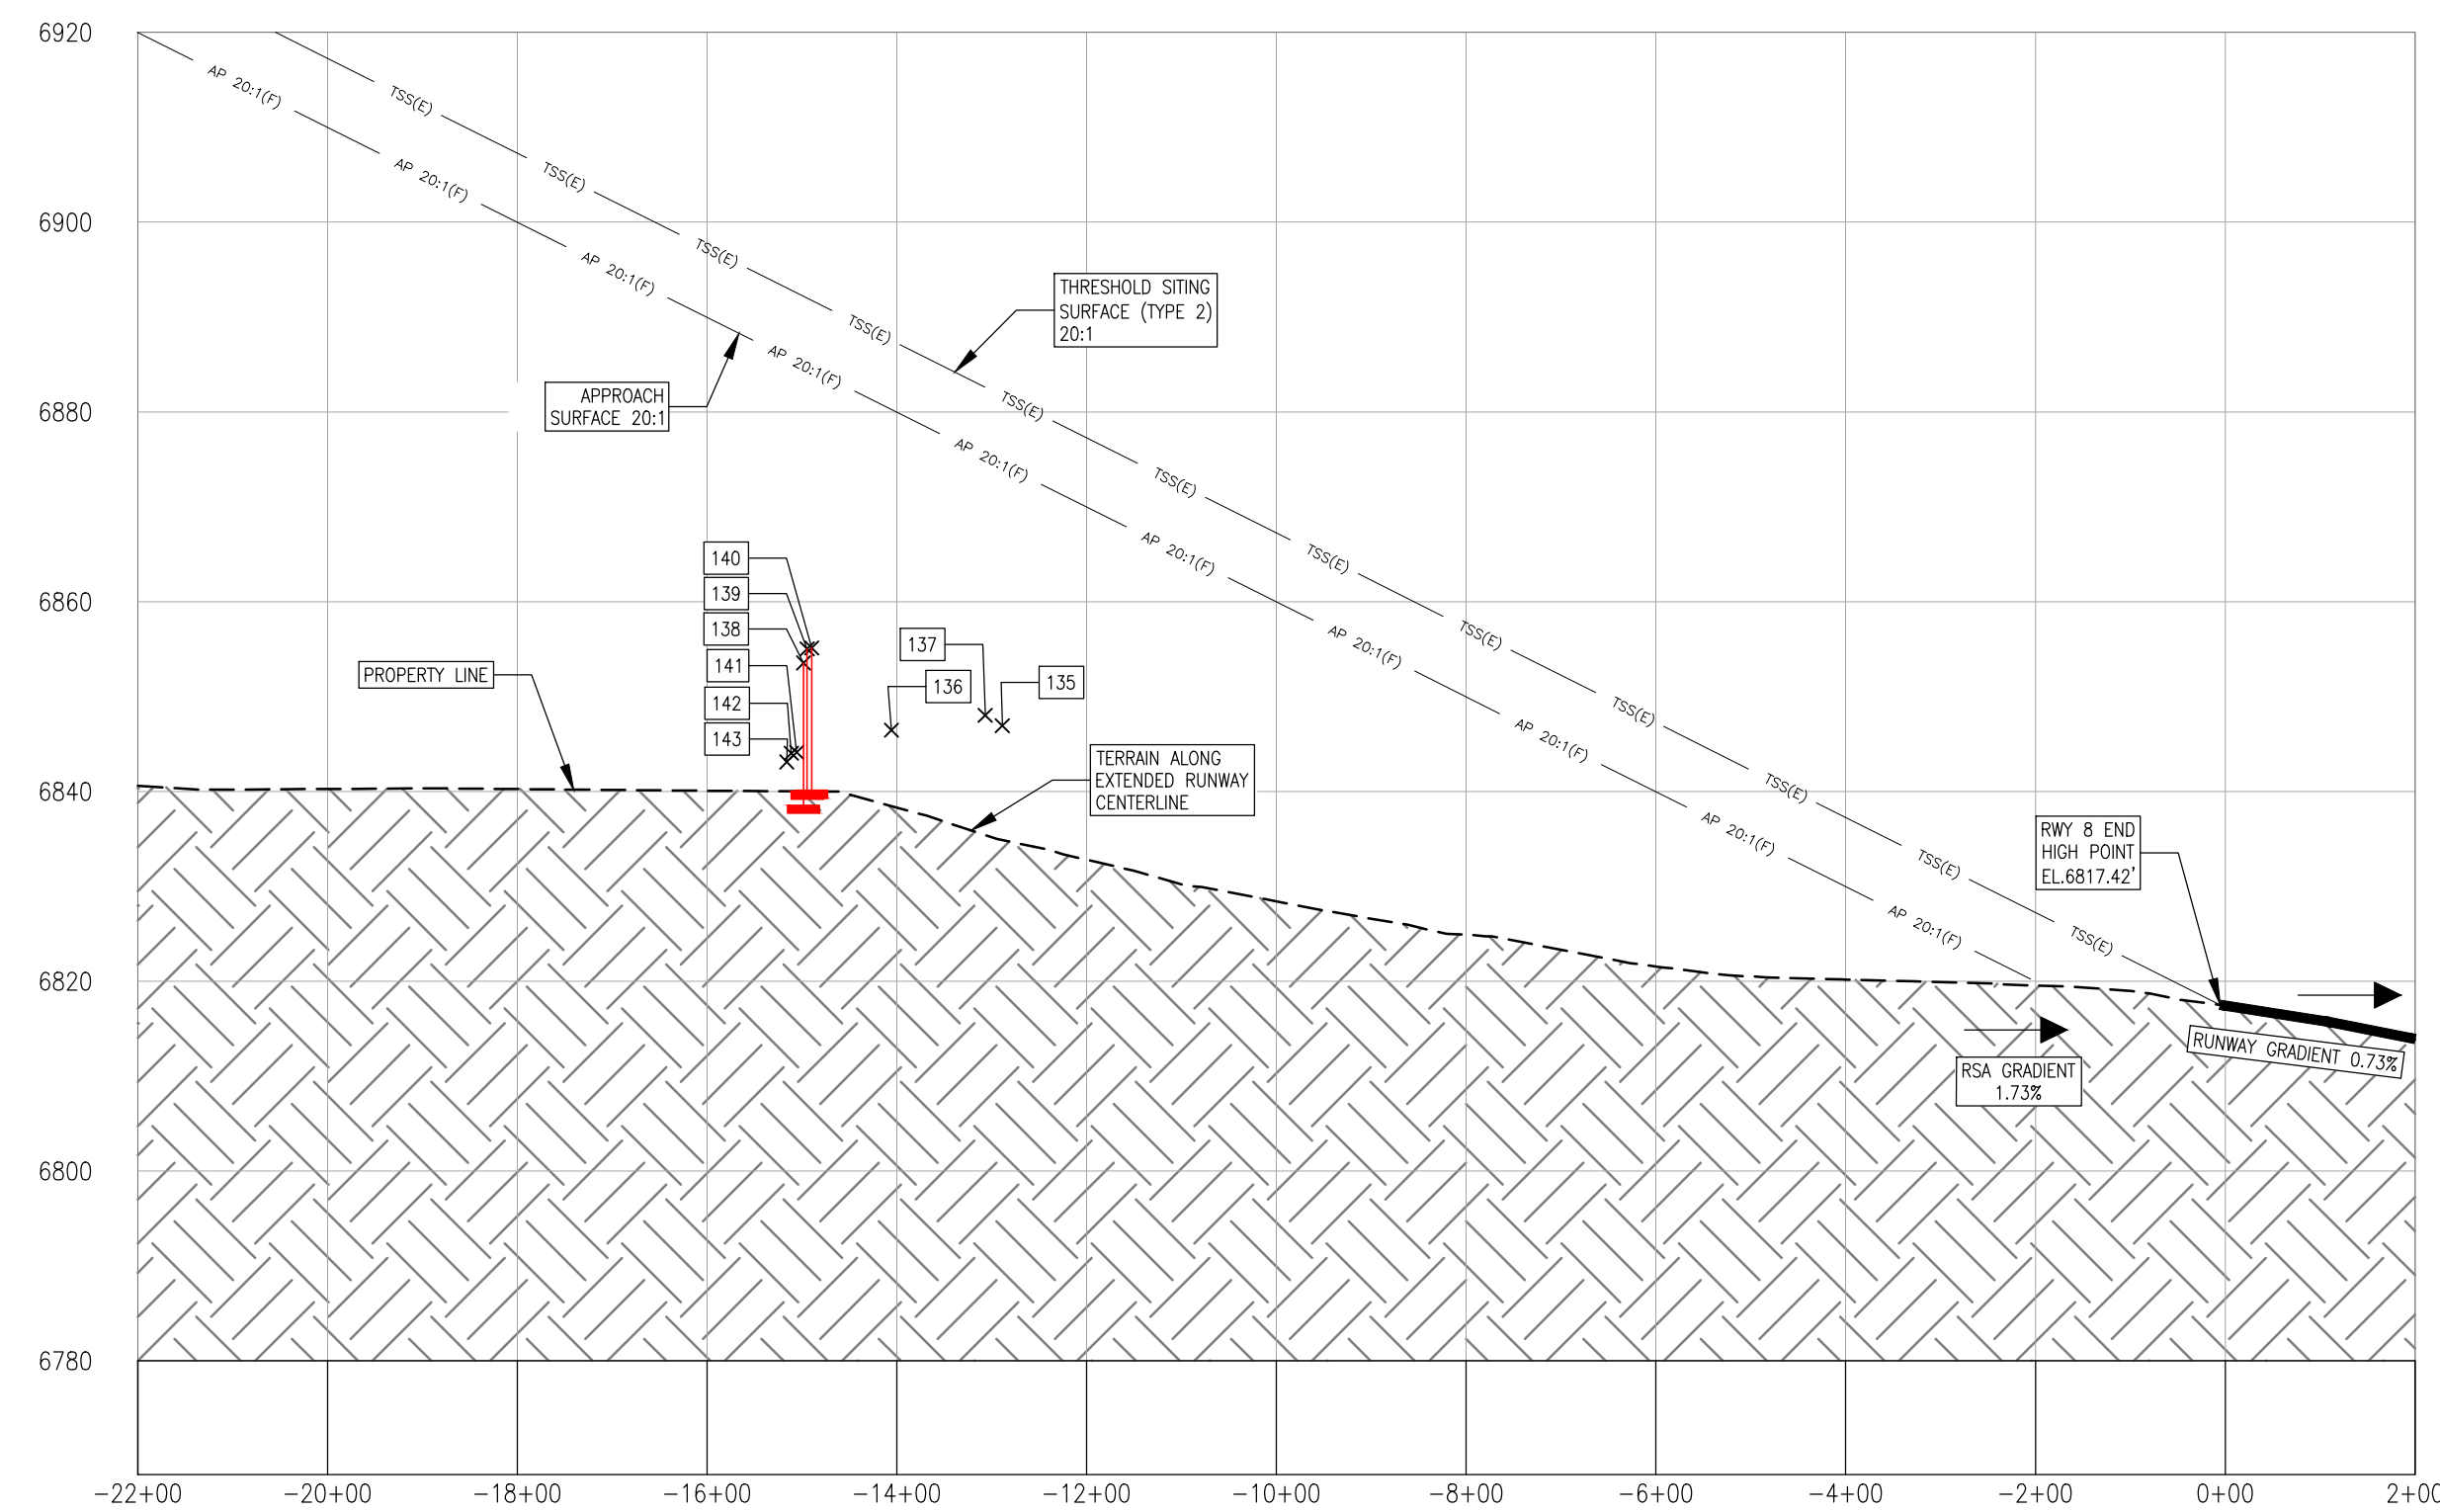 6920
AP 20:1(F)
TSS(E)
AP 20:1(F)
TSS(E)
6900
TSS(E)
AP 20:1(F)
THRESHOLD SITING
SURFACE (TYPE 2)
20:1
TSS(E)
AP 20:1(F)
APPROACH
SURFACE 20:1
6880
TSS(E)
AP 20:1(F)
TSS(E)
AP 20:1(F)
140
TSS(E)
139
6860
138
137
TSS(E)
AP 20:1(F)
141
PROPERTY LINE
136
135
142
TSS(E)
143
AP 20:1(F)
6840
TERRAIN ALONG
EXTENDED RUNWAY
CENTERLINE
TSS(E)
AP 20:1(F)
RWY 8 END
HIGH POINT
EL.6817.42'
TSS(E)
AP 20:1(F)
TSS(E)
6820
RUNWAY GRADIENT 0.73%
RSA GRADIENT
1.73%
6800
6780
-22+00
-20+00
-18+00
-16+00
-14+00
-12+00
-10+00
-8+00
-6+00
-4+00
-2+00
0+00
2+00